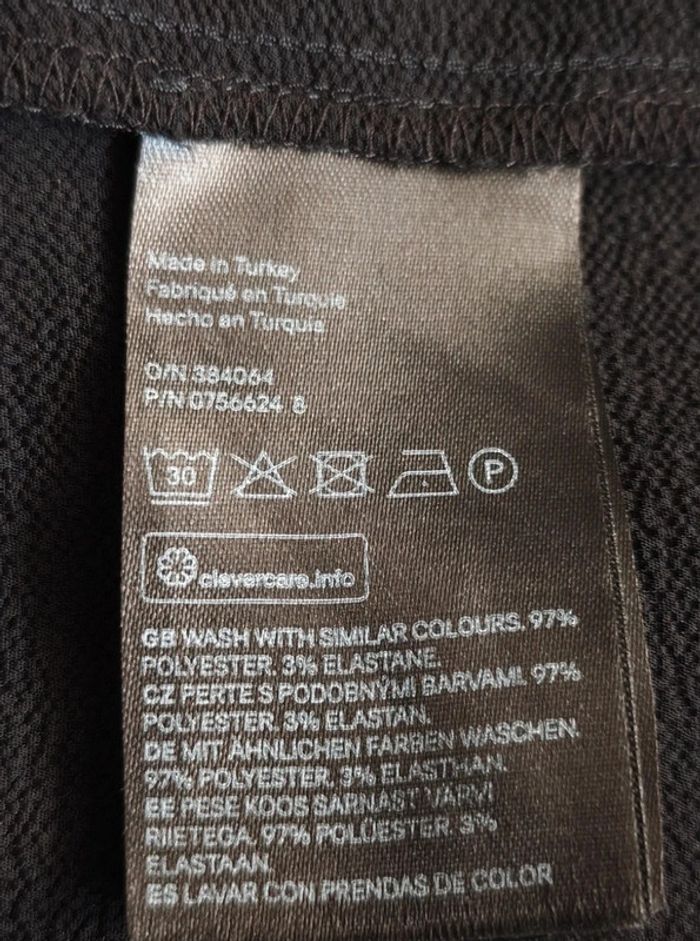 Made in Turkey
Fabriqué en Turquie
Hecho en Turquía
O/N 384064
P/N 0756624 8
30
P
clevercare.info
GB WASH WITH SIMILAR COLOURS. 97%
POLYESTER. 3% ELASTANE.
CZ PERTE S PODOBNÝMI BARVAMI. 97%
POLYESTER. 3% ELASTAN.
DE MIT ÄHNLICHEN FARBEN WASCHEN.
97% POLYESTER. 3% ELASTHAN.
EE PESE KOOS SARNAST VÄRVI
RIIETEGA. 97% POLÜESTER. 3%
ELASTAAN.
ES LAVAR CON PRENDAS DE COLOR